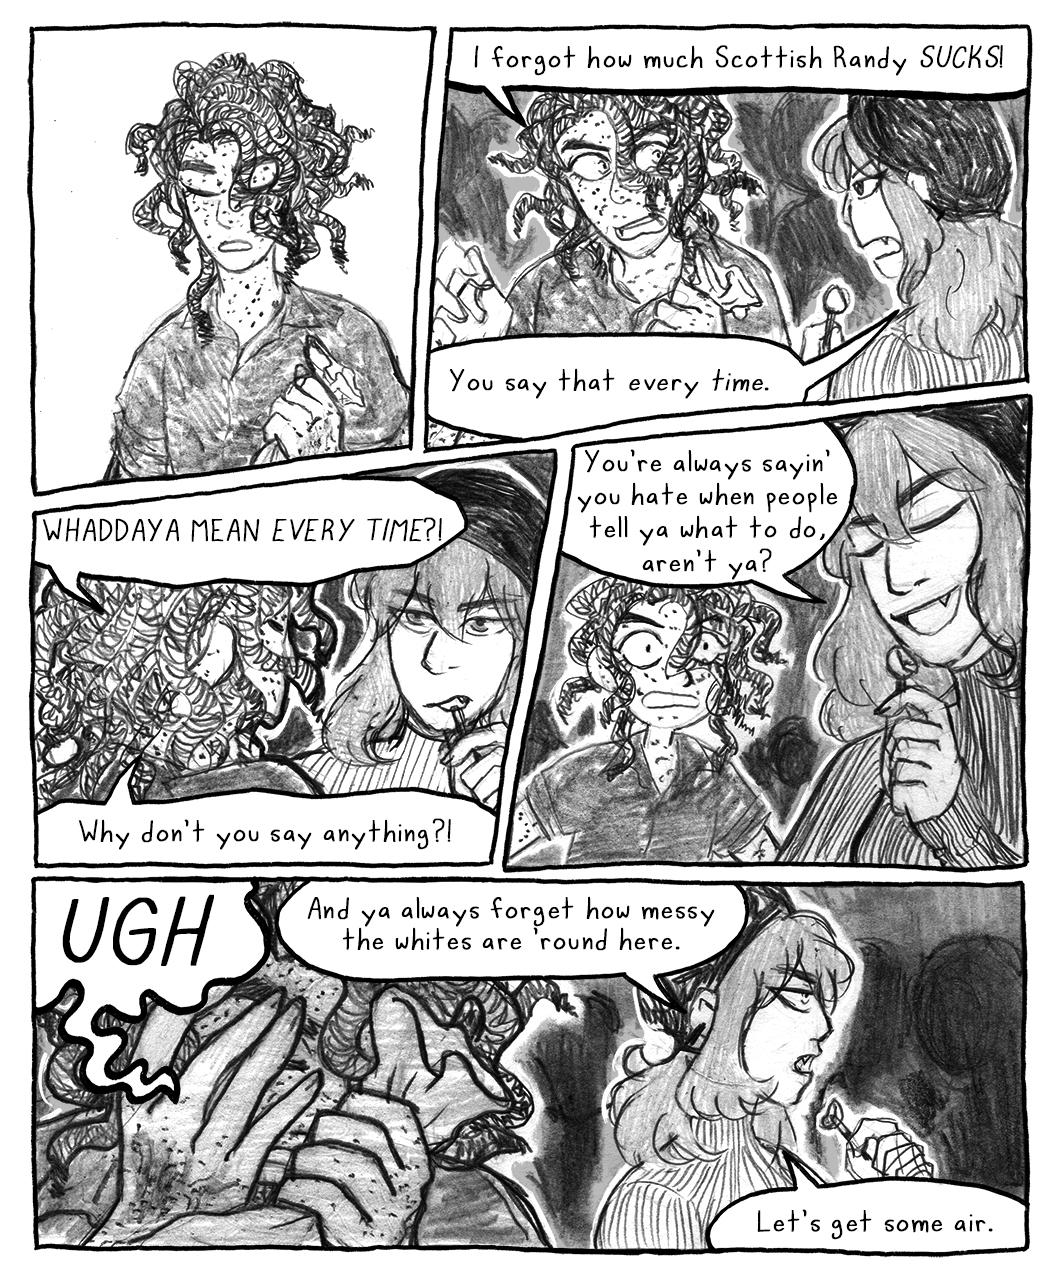 I forgot how much Scottish Randy SUCKS!
You say that every time.
WHADDAYA MEAN EVERY TIME?!
Why don't you say anything?!
You're always sayin'
you hate when people
tell ya what to do,
aren't ya?
UGH
And ya always forget how messy
the whites are 'round here.
Let's get some air.